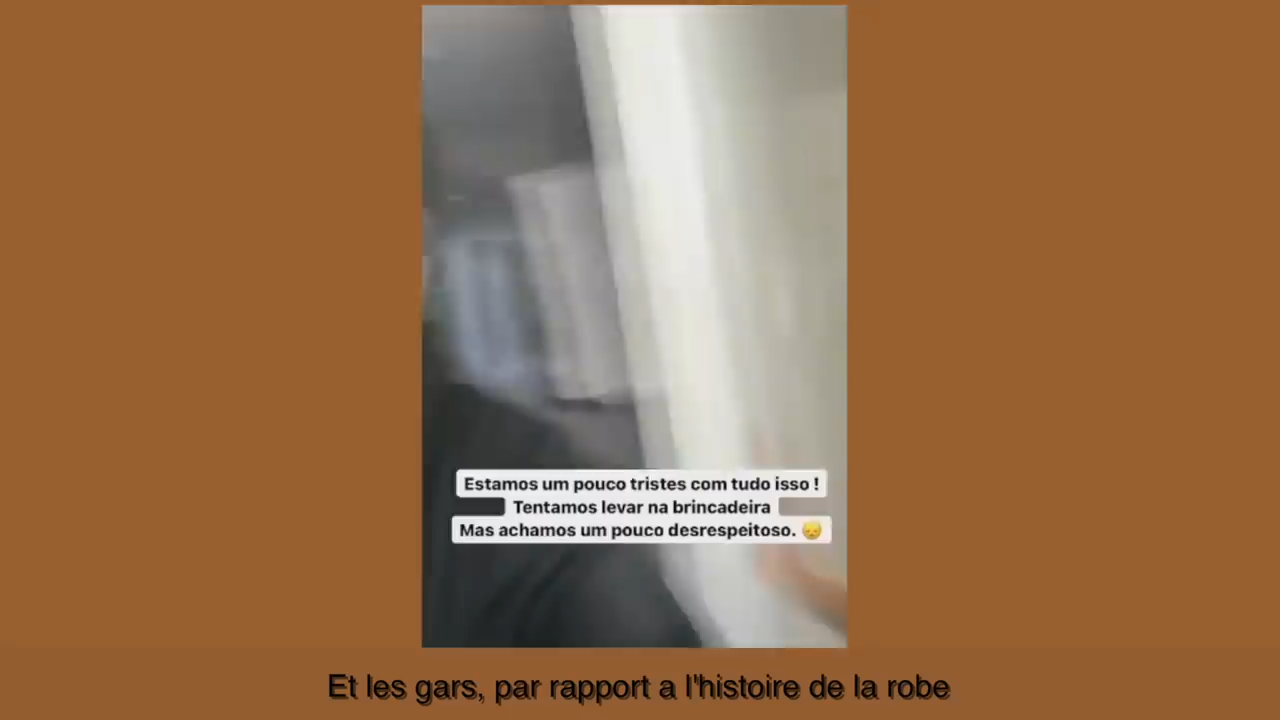 Estamos um pouco tristes com tudo isso !
Tentamos levar na brincadeira
Mas achamos um pouco desrespeitoso. 😞
Et les gars, par rapport a l'histoire de la robe